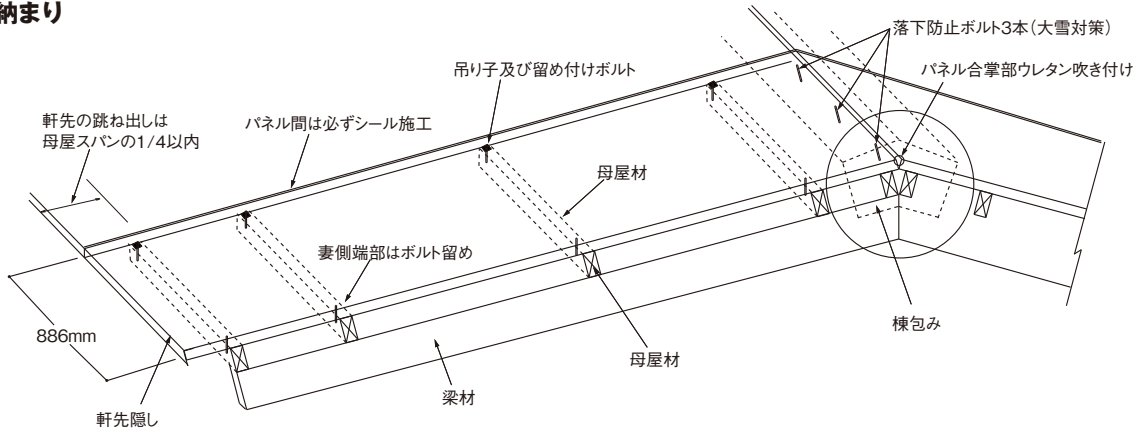 納まり
落下防止ボルト3本(大雪対策)
吊り子及び留め付けボルト
パネル合掌部ウレタン吹き付け
軒先の跳ね出しは
母屋スパンの1/4以内
パネル間は必ずシール施工
母屋材
妻側端部はボルト留め
棟包み
886mm
母屋材
梁材
軒先隠し